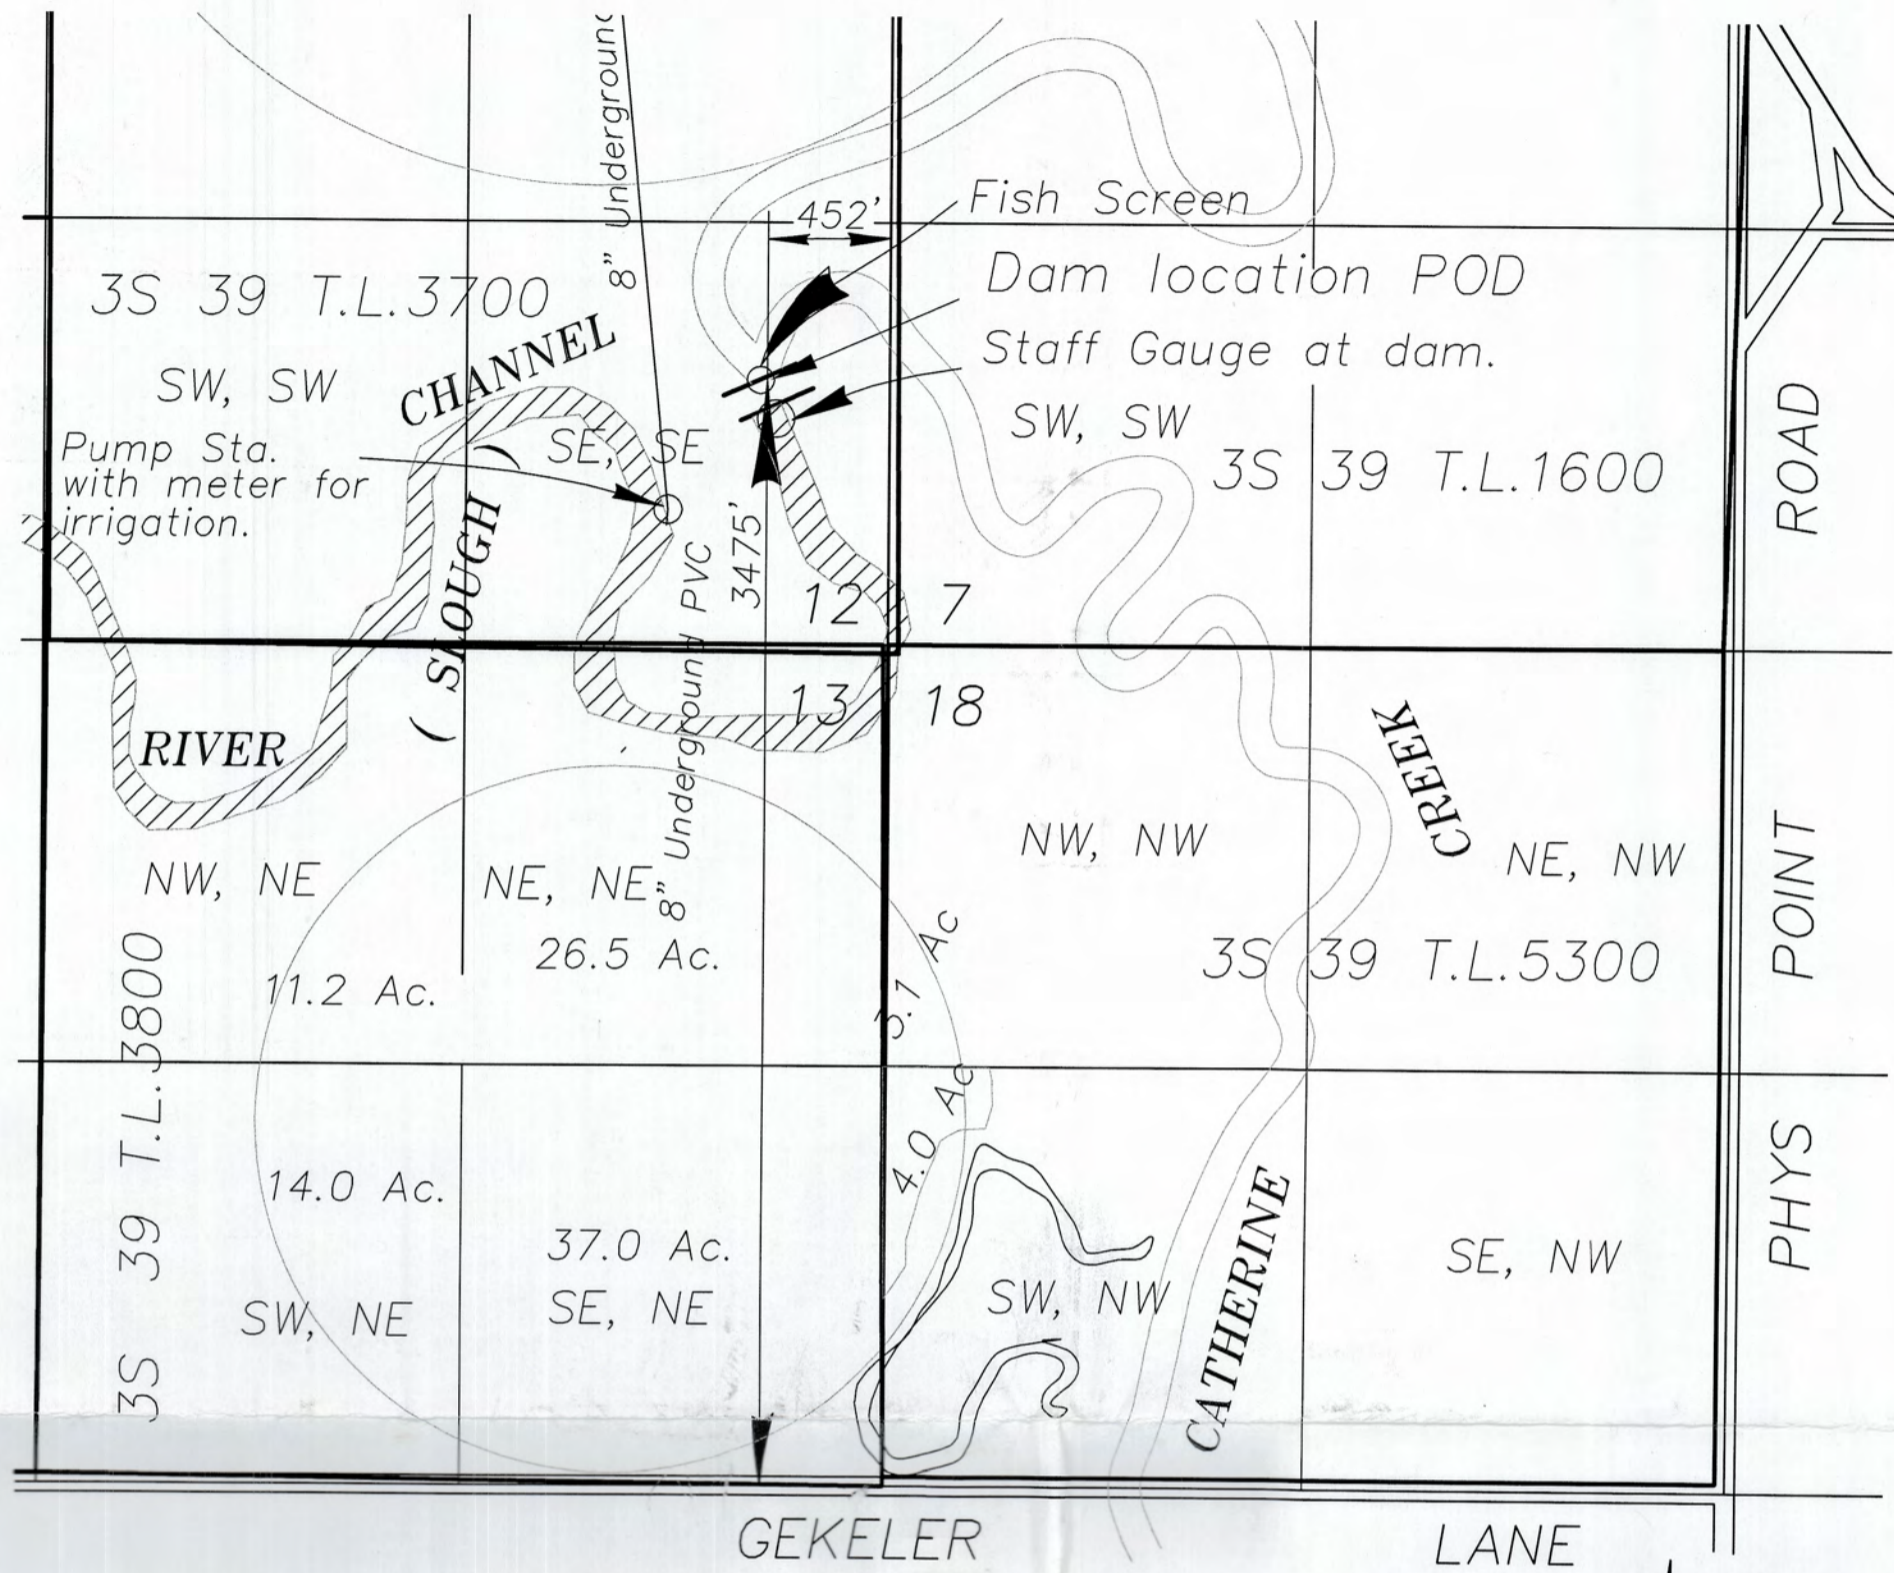 8" Underground
452'
Fish Screen
Dam location POD
Staff Gauge at dam.
3S 39 T.L.3700
SW, SW
CHANNEL
( SLOUGH )
SE, SE
Pump Sta.
with meter for
irrigation.
SW, SW
3S 39 T.L.1600
ROAD
3475'
12
7
13
18
8" Underground PVC
RIVER
CREEK
NW, NE
NE, NE
26.5 Ac.
11.2 Ac.
NW, NW
NE, NW
3S 39 T.L.5300
POINT
Ac
4.0 Ac
3S 39 T.L.3800
14.0 Ac.
37.0 Ac.
SW, NE
SE, NE
SW, NW
CATHERINE
SE, NW
PHYS
GEKELER
LANE